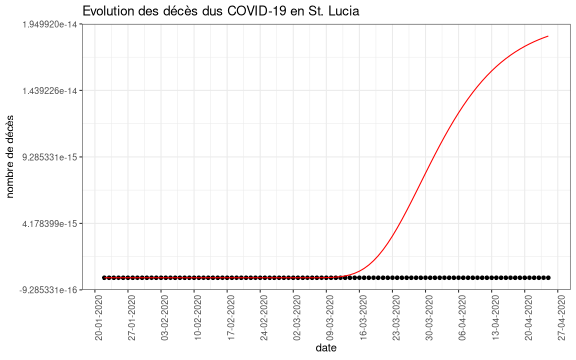 Evolution des décès dus COVID-19 en St. Lucia
1.949920e-14
1.439226e-14
9.285331e-15
4.178399e-15
-9.285331e-16
nombre de décès
20-01-2020
27-01-2020
03-02-2020
10-02-2020
17-02-2020
24-02-2020
02-03-2020
09-03-2020
16-03-2020
23-03-2020
30-03-2020
06-04-2020
13-04-2020
20-04-2020
27-04-2020
date